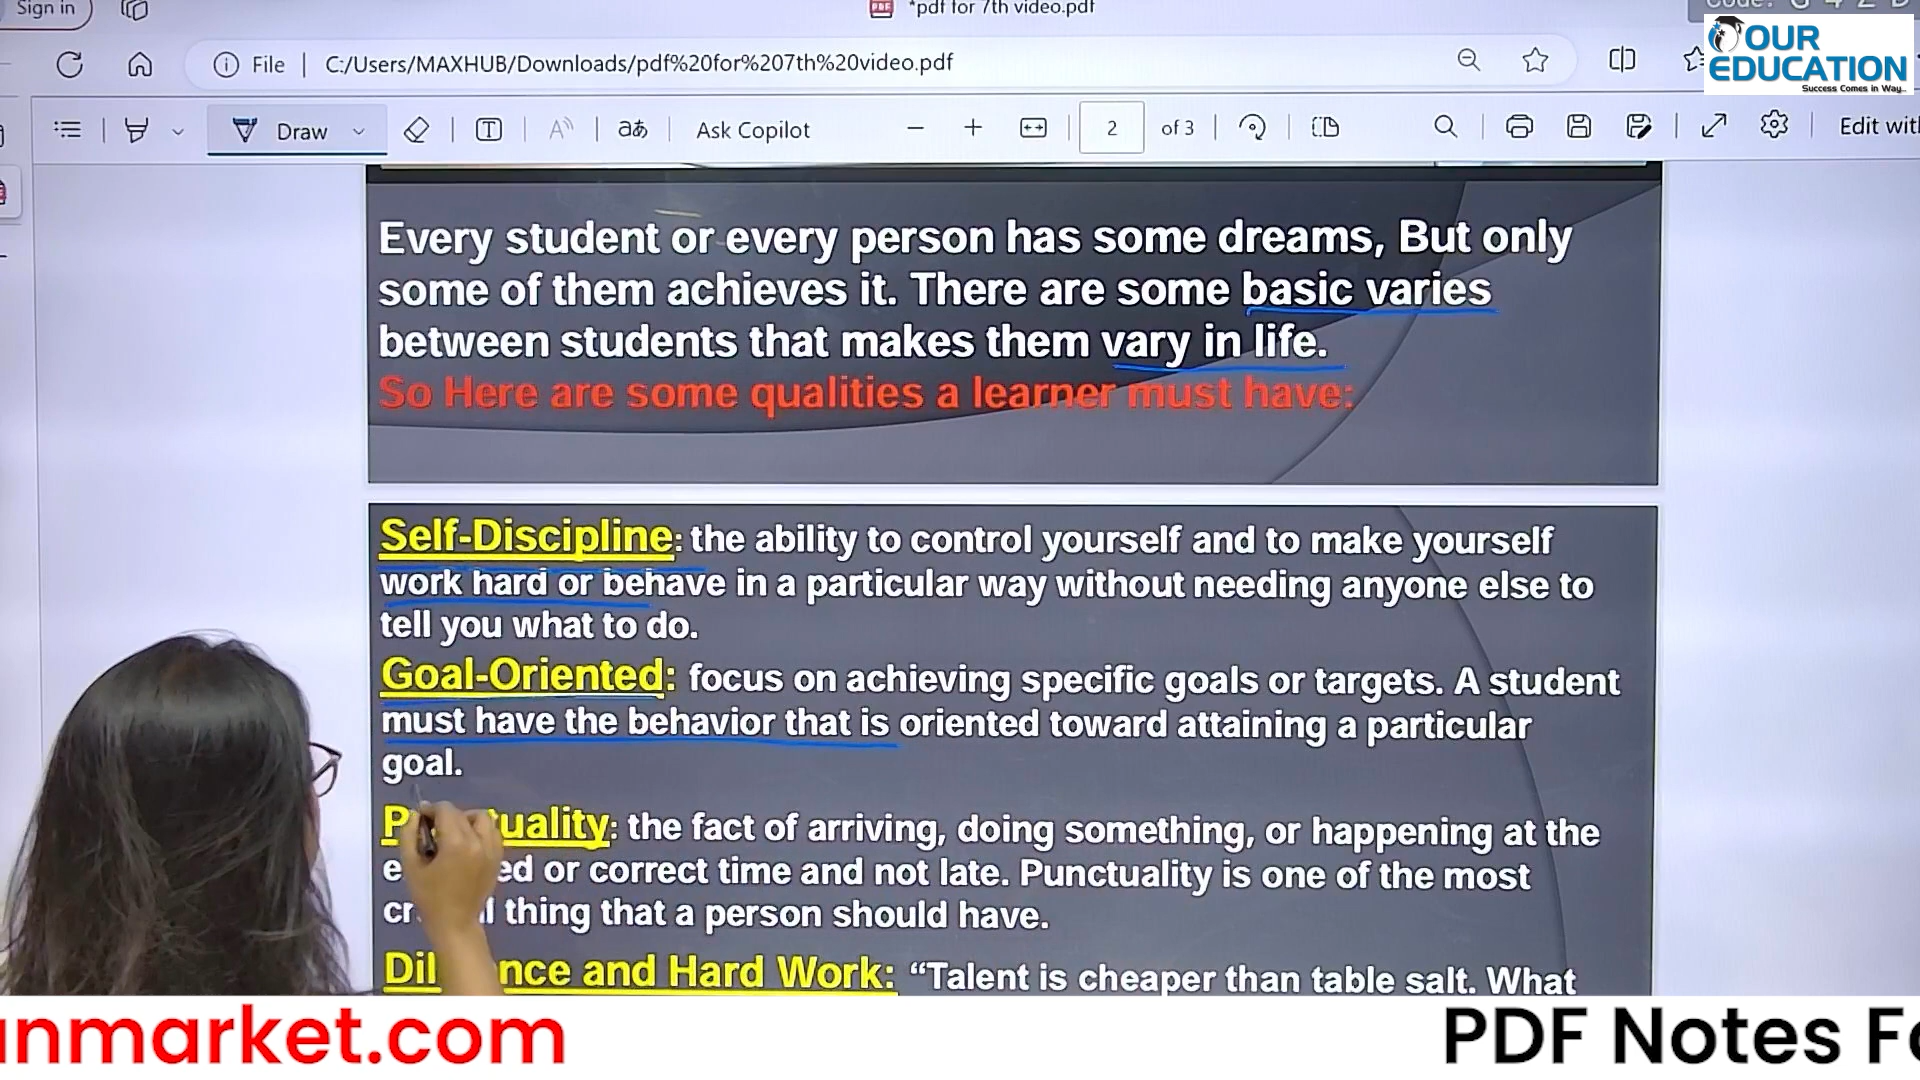 Sign in
*pdf for 7th video.pdf
OUR
EDUCATION
Success Comes in Way..
File | C:/Users/MAXHUB/Downloads/pdf%20for%207th%20video.pdf
Draw
Ask Copilot
2 of 3
Edit with
Every student or every person has some dreams, But only
some of them achieves it. There are some basic varies
between students that makes them vary in life.
So Here are some qualities a learner must have:
Self-Discipline: the ability to control yourself and to make yourself
work hard or behave in a particular way without needing anyone else to
tell you what to do.
Goal-Oriented: focus on achieving specific goals or targets. A student
must have the behavior that is oriented toward attaining a particular
goal.
the fact of arriving, doing something, or happening at the
or correct time and not late. Punctuality is one of the most
thing that a person should have.
and Hard Work: “Talent is cheaper than table salt. What
nmarket.com
PDF Notes Fo